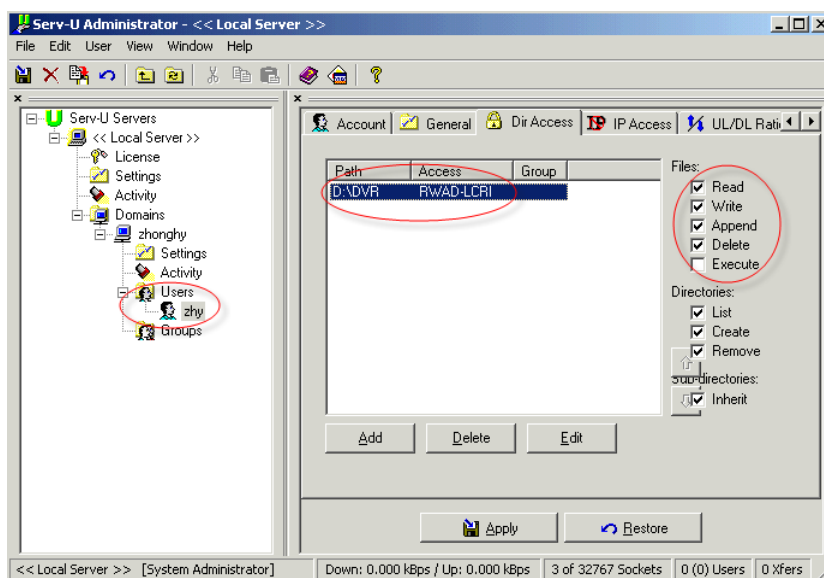 Serv-U Administrator - << Local Server >>
File Edit User View Window Help
Serv-U Servers
<< Local Server >>
License
Settings
Activity
Domains
zhonghy
Settings
Activity
Users
zhy
Groups
Account General Dir Access IP Access UL/DL Rati
Path Access Group
D:\DVR RWAD-LCRI
Files:
Read
Write
Append
Delete
Execute
Directories:
List
Create
Remove
Sub-directories:
Inherit
Add Delete Edit
Apply Restore
<< Local Server >> [System Administrator] Down: 0.000 kBps / Up: 0.000 kBps 3 of 32767 Sockets 0 (0) Users 0 Xfers